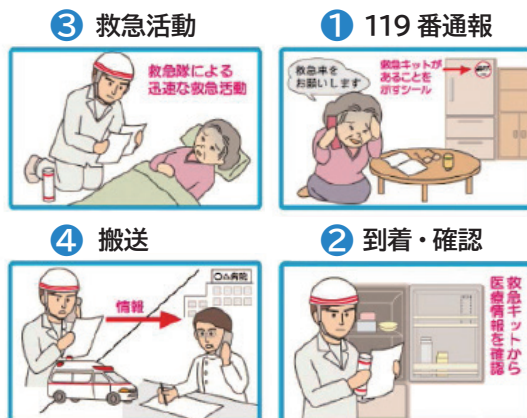 ❶ 119番通報
救急車を
お願いします
救急キットが
あることを
示すシール
❷ 到着・確認
救急キットから
医療情報を確認
❸ 救急活動
救急隊による
迅速な救急活動
❹ 搬送
情報
○△病院